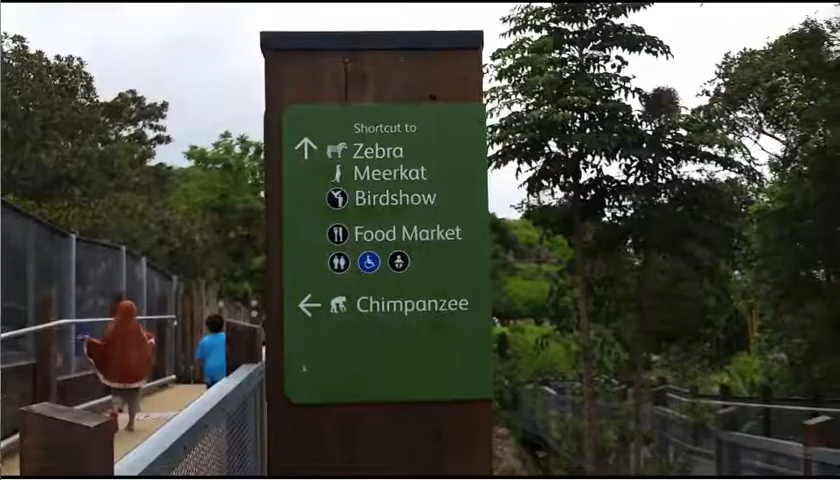 Shortcut to
Zebra
Meerkat
Birdshow
Food Market
Chimpanzee